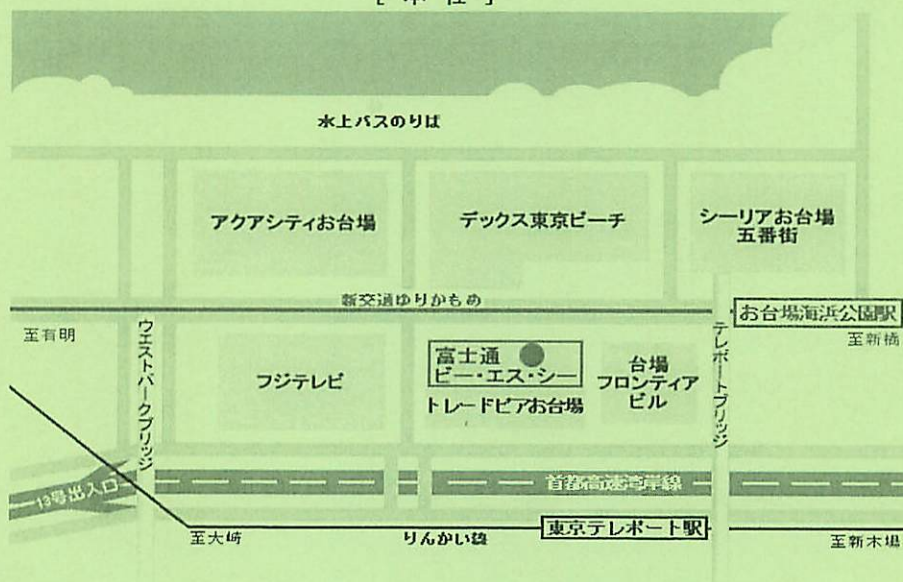 [ 本 社 ]
水上バスのりば
アクアシティお台場
デックス東京ビーチ
シーリアお台場
五番街
新交通ゆりかもめ
お台場海浜公園駅
至有明
至新橋
ウエストパークブリッジ
フジテレビ
富士通
ビー・エス・シー
トレードピアお台場
台場
フロンティア
ビル
テレポートブリッジ
13号出入口
首都高速湾岸線
至大崎
りんかい線
東京テレポート駅
至新木場